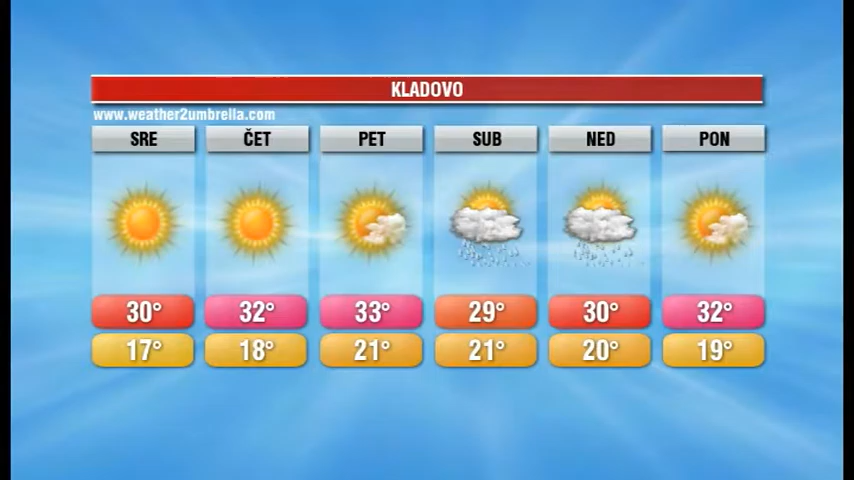 KLADOVO
www.weather2umbrella.com
SRE ČET PET SUB NED PON
30° 32° 33° 29° 30° 32°
17° 18° 21° 21° 20° 19°